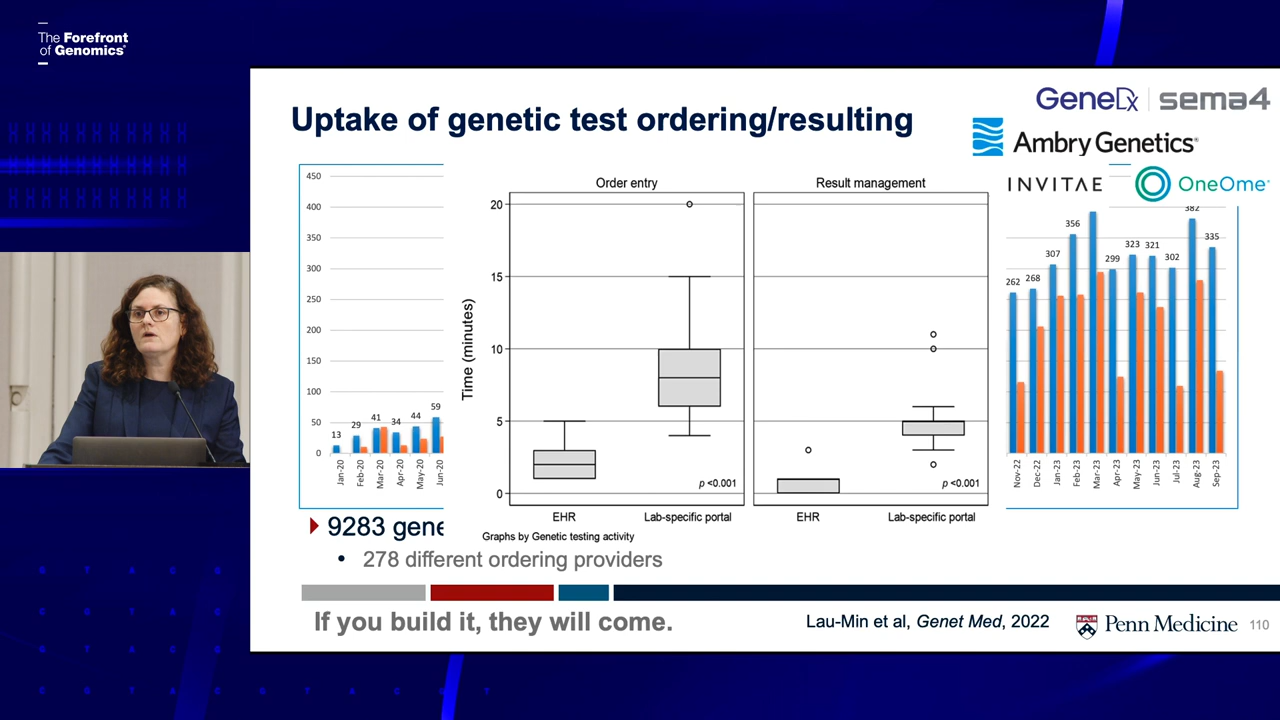 The Forefront
of Genomics
Uptake of genetic test ordering/resulting
GeneDx
sema4
Ambry Genetics
INVITAE
OneOme
450
400
350
300
250
200
150
100
50
0
13
29
41
34
44
59
Jan-20
Feb-20
Mar-20
Apr-20
May-20
Jun-20
Order entry
Result management
Time (minutes)
20
15
10
5
0
p <0.001
p <0.001
EHR
Lab-specific portal
EHR
Lab-specific portal
Graphs by Genetic testing activity
262
268
307
356
299
323
321
302
382
335
Nov-22
Dec-22
Jan-23
Feb-23
Mar-23
Apr-23
May-23
Jun-23
Jul-23
Aug-23
Sep-23
9283 gene
• 278 different ordering providers
If you build it, they will come.
Lau-Min et al, Genet Med, 2022
Penn Medicine
110